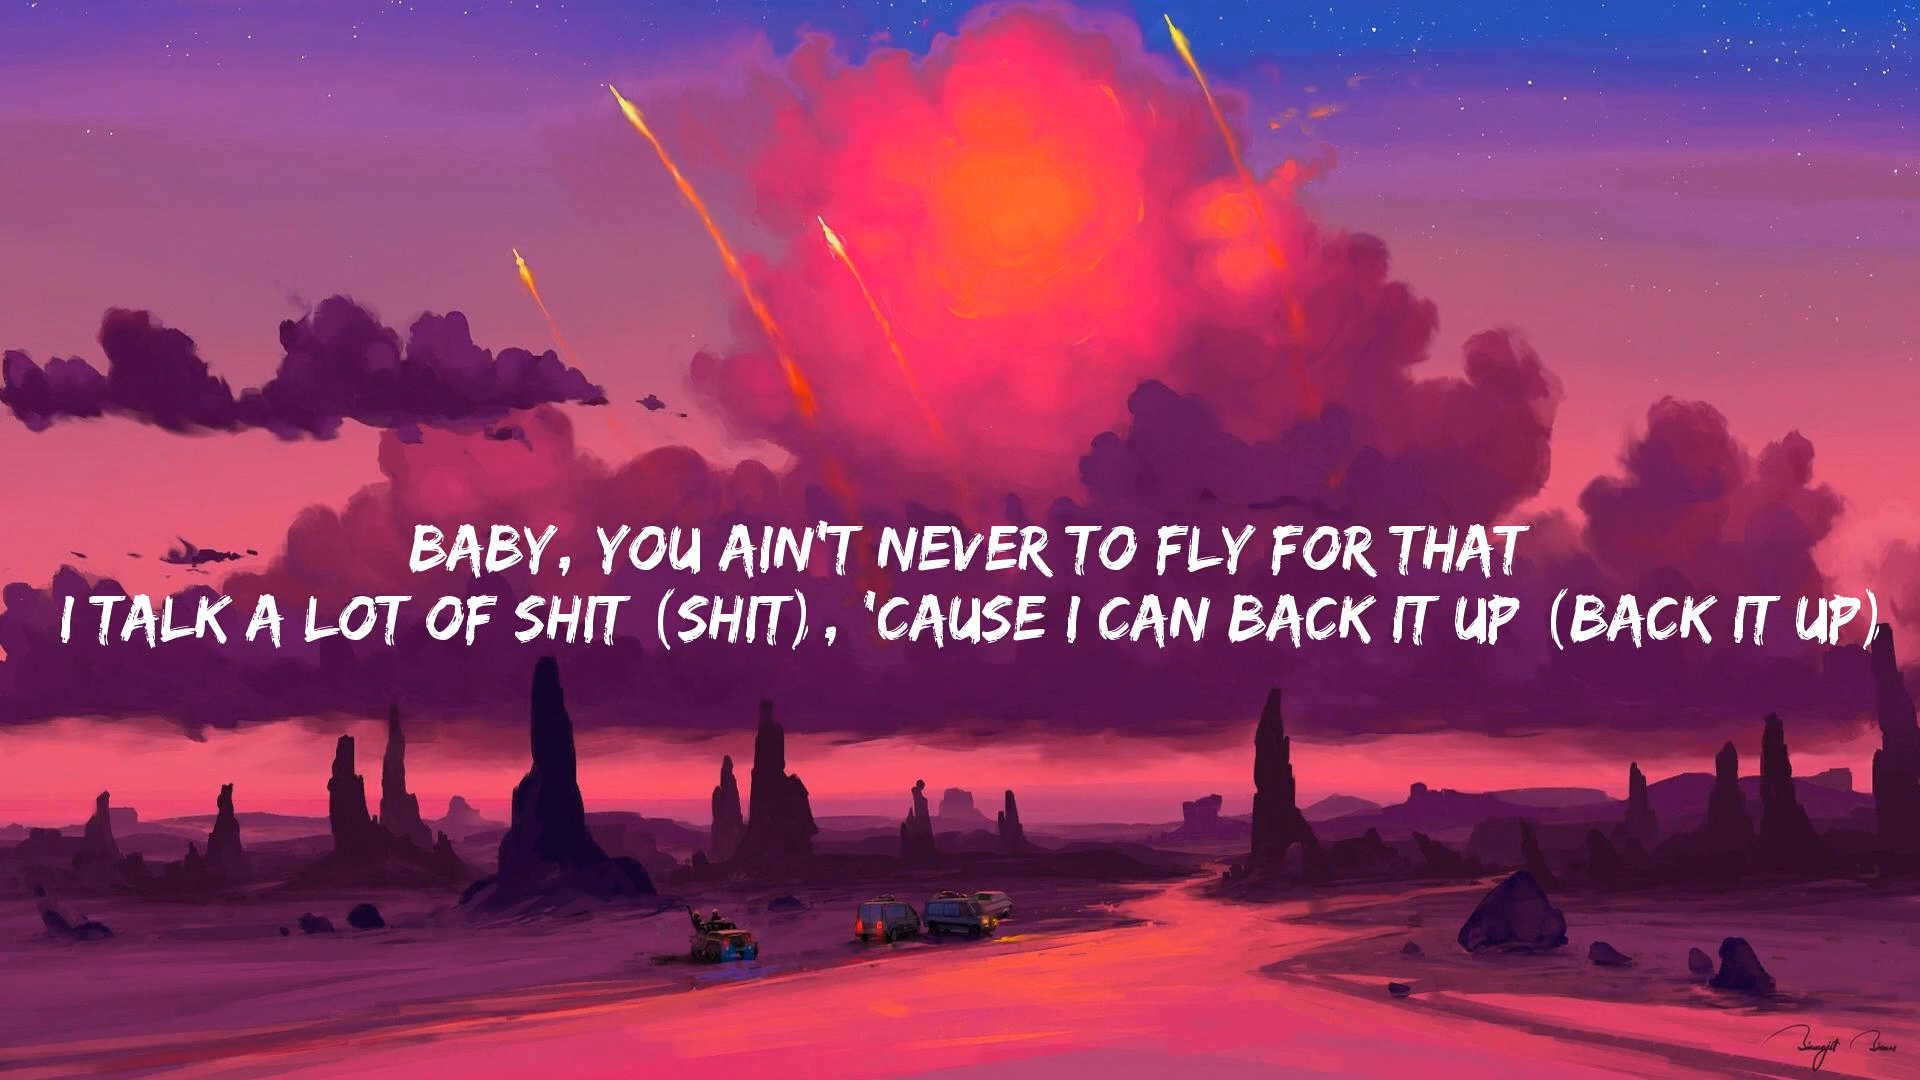 BABY, YOU AIN'T NEVER TO FLY FOR THAT
I TALK A LOT OF SHIT (SHIT), 'CAUSE I CAN BACK IT UP (BACK IT UP)